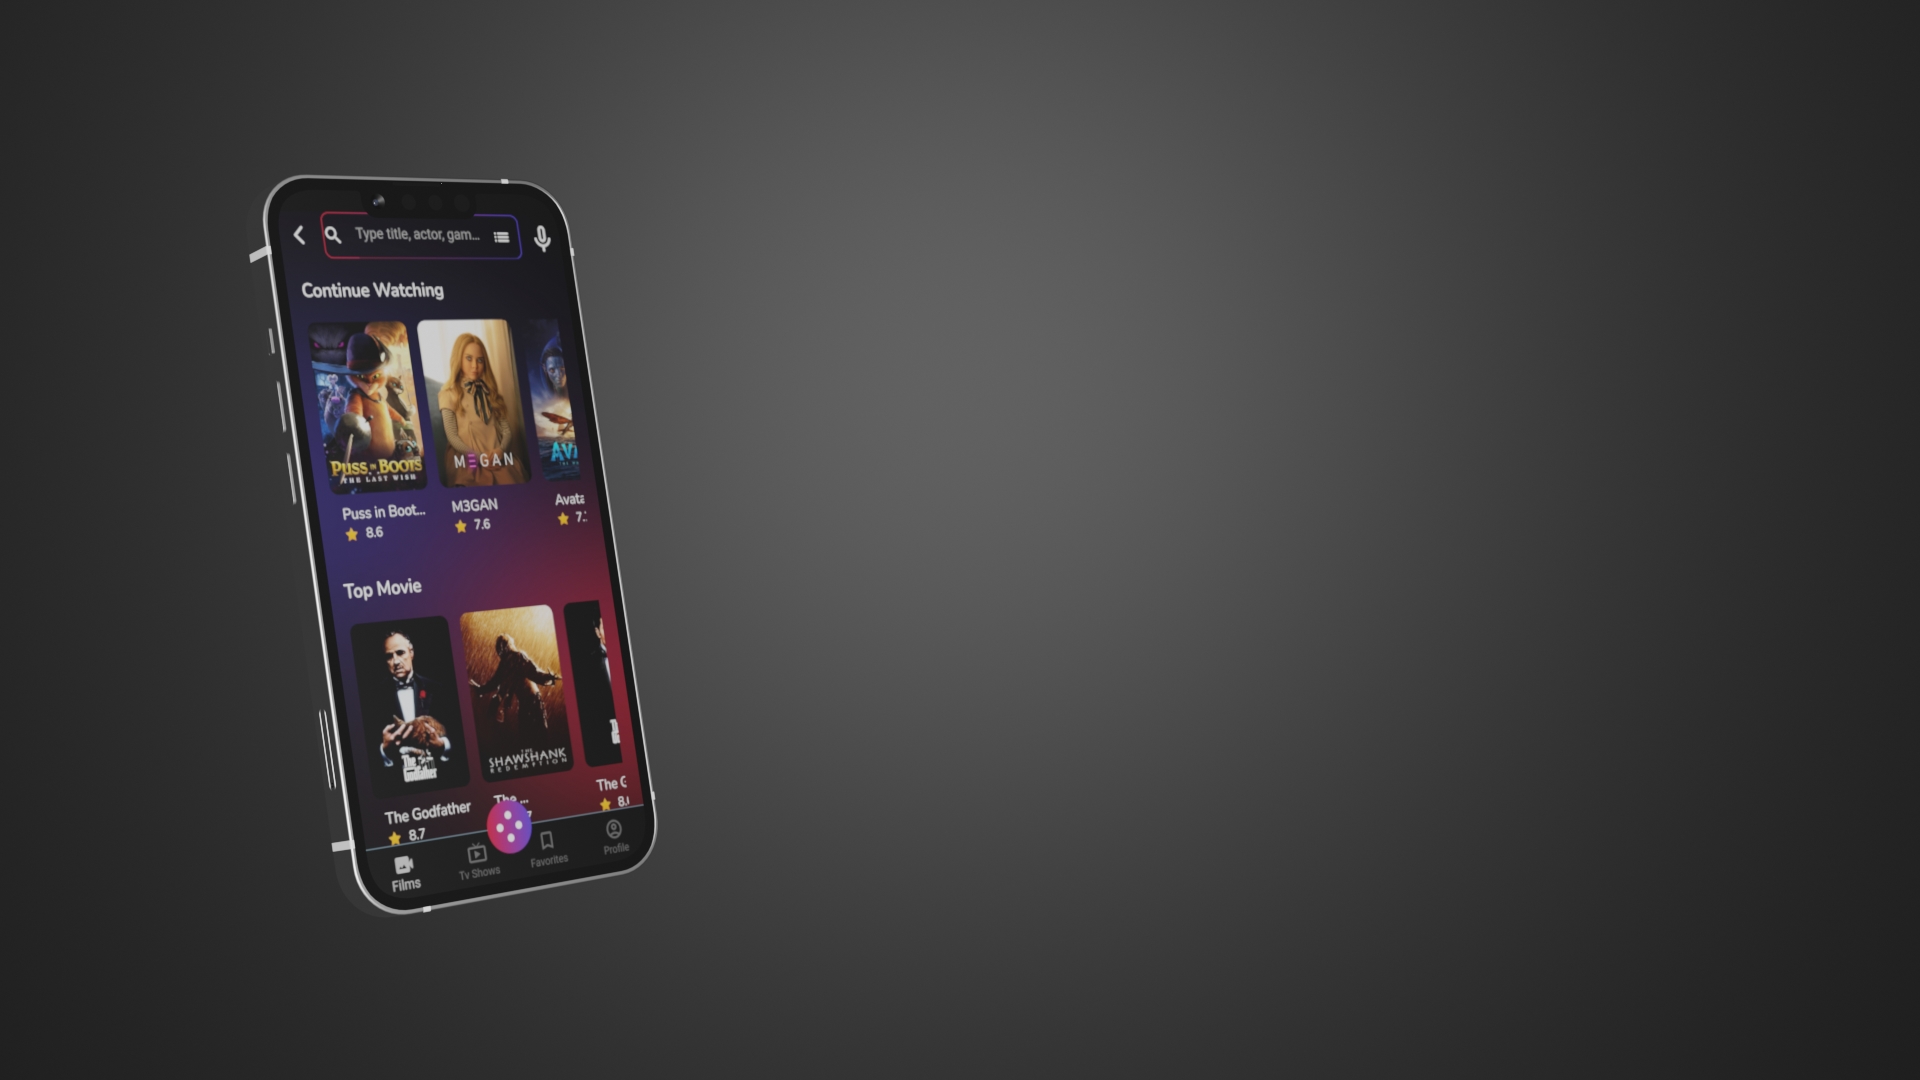 Type title, actor, gam...
Continue Watching
PUSS IN BOOTS
THE LAST WISH
M3GAN
AVA
Puss in Boot...
8.6
M3GAN
7.6
Avata
7.
Top Movie
The
Godfather
THE
SHAWSHANK
REDEMPTION
The Godfather
8.7
The ...
7
The G
8.
Films
Tv Shows
Favorites
Profile